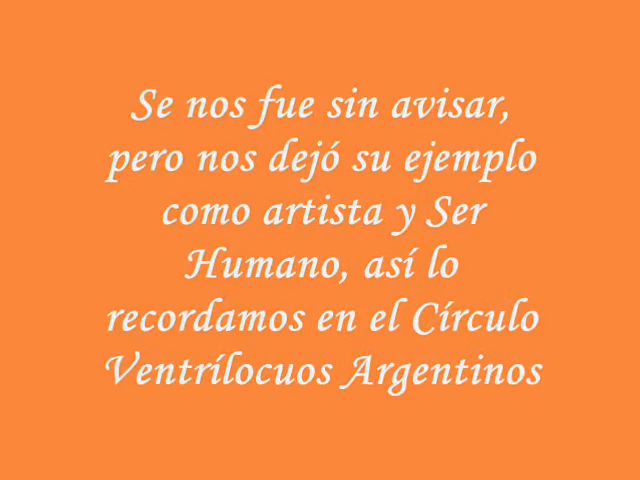 Se nos fue sin avisar,
pero nos dejó su ejemplo
como artista y Ser
Humano, así lo
recordamos en el Círculo
Ventrílocuos Argentinos